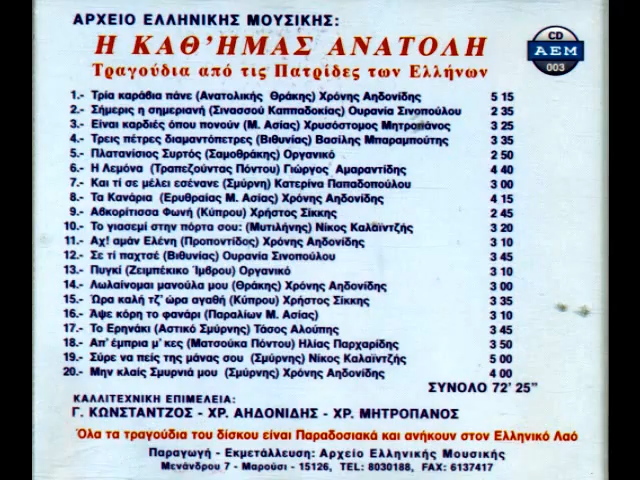 ΑΡΧΕΙΟ ΕΛΛΗΝΙΚΗΣ ΜΟΥΣΙΚΗΣ:
Η ΚΑΘ'ΗΜΑΣ ΑΝΑΤΟΛΗ
Τραγούδια από τις Πατρίδες των Ελλήνων
CD
ΑΕΜ
003
1.- Τρία καράβια πάνε (Ανατολικής Θράκης) Χρόνης Αηδονίδης 5 15
2.- Σήμερις η σημεριανή (Σινασσού Καππαδοκίας) Ουρανία Σινοπούλου 2 35
3.- Είναι καρδιές όπου πονούν (Μ. Ασίας) Χρυσόστομος Μητροπάνος 3 25
4.- Τρεις πέτρες διαμαντόπετρες (Βιθυνίας) Βασίλης Μπαραμπούτης 3 35
5.- Πλατανίσιος Συρτός (Σαμοθράκης) Οργανικό 2 50
6.- Η Λεμόνα (Τραπεζούντας Πόντου) Γιώργος Αμαραντίδης 4 40
7.- Και τί σε μέλει εσένανε (Σμύρνη) Κατερίνα Παπαδοπούλου 3 00
8.- Τα Κανάρια (Ερυθραίας Μ. Ασίας) Χρόνης Αηδονίδης 4 15
9.- Αβκορίτισσα Φωνή (Κύπρου) Χρήστος Σίκκης 2 45
10.- Το γιασεμί στην πόρτα σου: (Μυτιλήνης) Νίκος Καλαϊντζής 3 20
11.- Αχ! αμάν Ελένη (Προποντίδος) Χρόνης Αηδονίδης 3 10
12.- Σε τί παχτσέ (Βιθυνίας) Ουρανία Σινοπούλου 3 45
13.- Πυγκί (Ζειμπέκικο Ίμβρου) Οργανικό 3 10
14.- Λωλαίνομαι μανούλα μου (Θράκης) Χρόνης Αηδονίδης 3 00
15.- Ώρα καλή τζ' ώρα αγαθή (Κύπρου) Χρήστος Σίκκης 3 35
16.- Άψε κόρη το φανάρι (Παραλίων Μ. Ασίας) 3 10
17.- Το Ερηνάκι (Αστικό Σμύρνης) Τάσος Αλούπης 3 45
18.- Απ' έμπρια μ' κες (Ματσούκα Πόντου) Ηλίας Παρχαρίδης 3 50
19.- Σύρε να πείς της μάνας σου (Σμύρνης) Νίκος Καλαϊντζής 5 00
20.- Μην κλαίς Σμυρνιά μου (Σμύρνης) Χρόνης Αηδονίδης 4 00
ΣΥΝΟΛΟ 72' 25"
ΚΑΛΛΙΤΕΧΝΙΚΗ ΕΠΙΜΕΛΕΙΑ:
Γ. ΚΩΝΣΤΑΝΤΖΟΣ - ΧΡ. ΑΗΔΟΝΙΔΗΣ - ΧΡ. ΜΗΤΡΟΠΑΝΟΣ
Όλα τα τραγούδια του δίσκου είναι Παραδοσιακά και ανήκουν στον Ελληνικό Λαό
Παραγωγή - Εκμετάλλευση: Αρχείο Ελληνικής Μουσικής
Μενάνδρου 7 - Μαρούσι - 15126, TEL: 8030188, FAX: 6137417